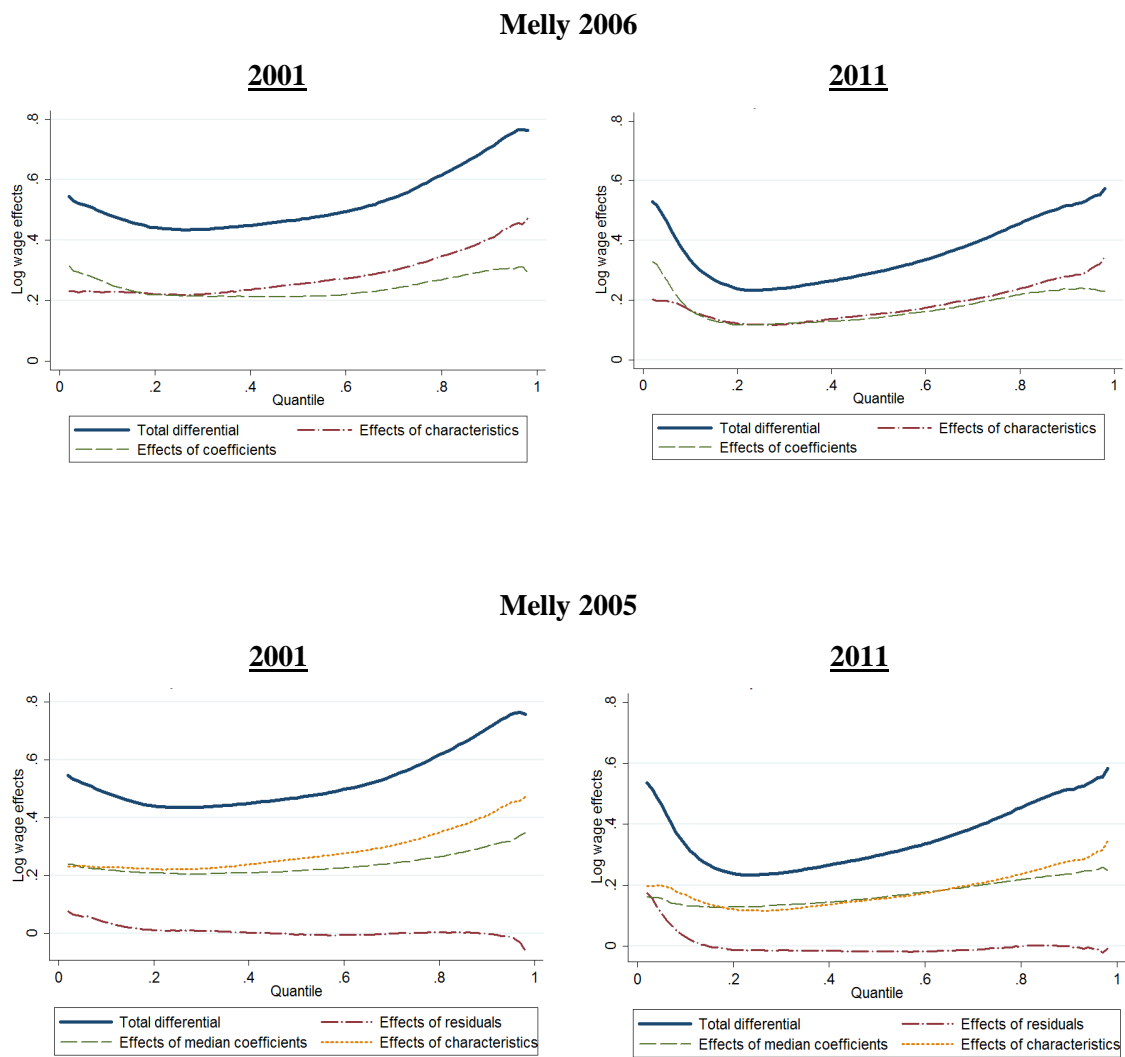 Melly 2006
2001
2011
Log wage effects
0 .2 .4 .6 .8
0 .2 .4 .6 .8 1
Quantile
Total differential Effects of characteristics
Effects of coefficients
Log wage effects
0 .2 .4 .6 .8
0 .2 .4 .6 .8 1
Quantile
Total differential Effects of characteristics
Effects of coefficients
Melly 2005
2001
2011
Log wage effects
0 .2 .4 .6 .8
0 .2 .4 .6 .8 1
Quantile
Total differential Effects of residuals
Effects of median coefficients Effects of characteristics
Log wage effects
0 .2 .4 .6 .8
0 .2 .4 .6 .8 1
Quantile
Total differential Effects of residuals
Effects of median coefficients Effects of characteristics